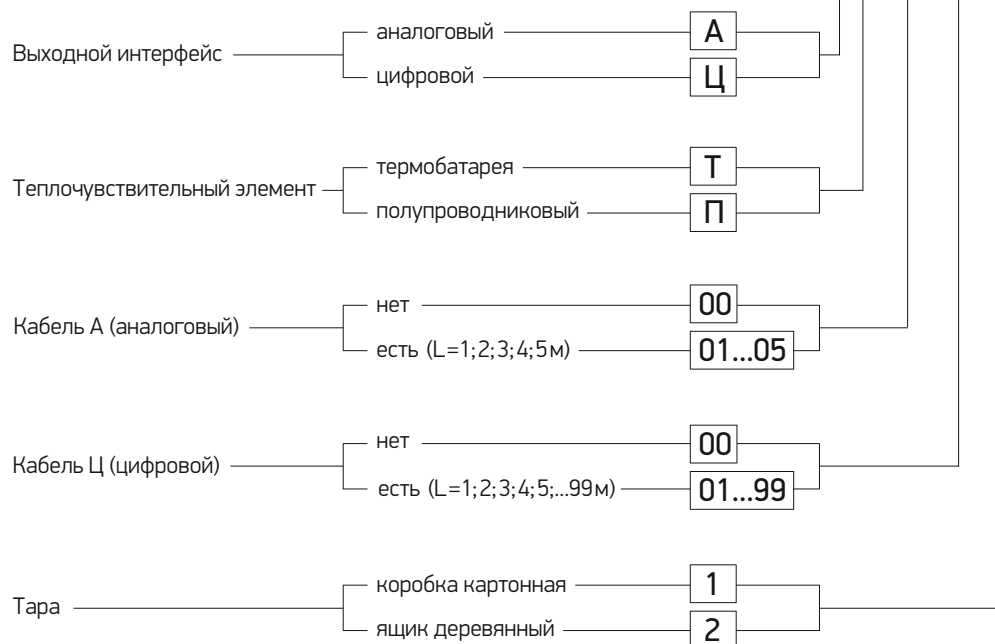 Выходной интерфейс
аналоговый А
цифровой Ц
Теплочувствительный элемент
термобатарея Т
полупроводниковый П
Кабель А (аналоговый)
нет 00
есть (L=1;2;3;4;5м) 01...05
Кабель Ц (цифровой)
нет 00
есть (L=1;2;3;4;5;...99м) 01...99
Тара
коробка картонная 1
ящик деревянный 2